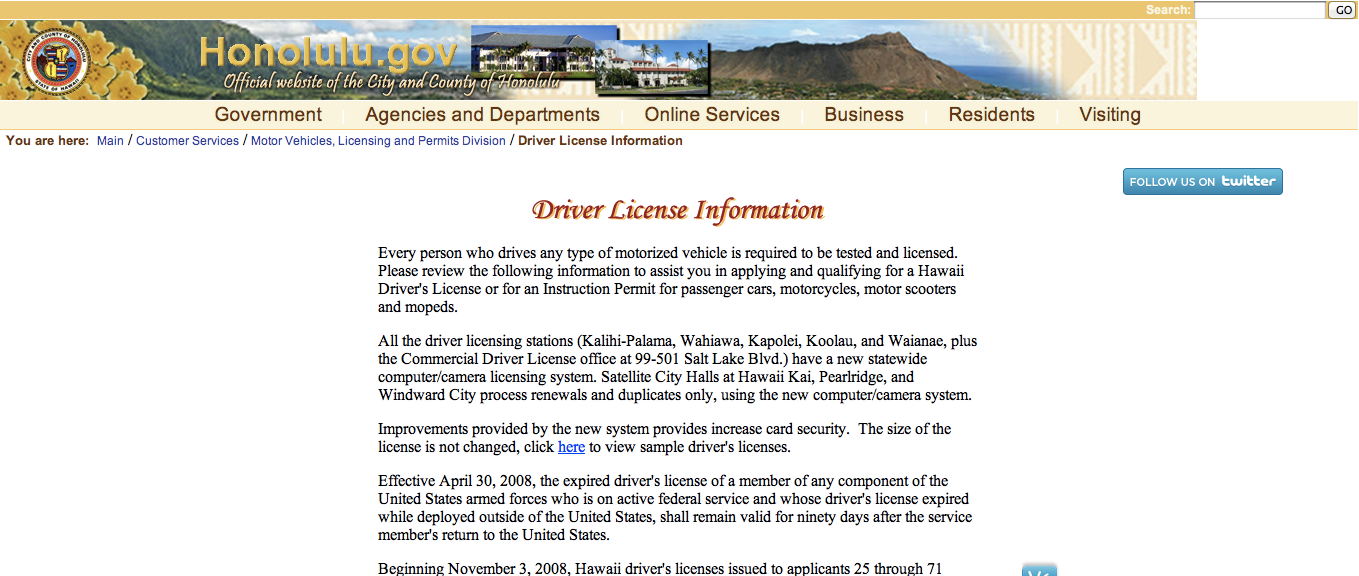 Search:
GO
CITY AND COUNTY OF HONOLULU
STATE OF HAWAII
Honolulu.gov
Official website of the City and County of Honolulu
Government Agencies and Departments Online Services Business Residents Visiting
You are here: Main / Customer Services / Motor Vehicles, Licensing and Permits Division / Driver License Information
FOLLOW US ON twitter
Driver License Information
Every person who drives any type of motorized vehicle is required to be tested and licensed.
Please review the following information to assist you in applying and qualifying for a Hawaii
Driver's License or for an Instruction Permit for passenger cars, motorcycles, motor scooters
and mopeds.
All the driver licensing stations (Kalihi-Palama, Wahiawa, Kapolei, Koolau, and Waianae, plus
the Commercial Driver License office at 99-501 Salt Lake Blvd.) have a new statewide
computer/camera licensing system. Satellite City Halls at Hawaii Kai, Pearlridge, and
Windward City process renewals and duplicates only, using the new computer/camera system.
Improvements provided by the new system provides increase card security.  The size of the
license is not changed, click here to view sample driver's licenses.
Effective April 30, 2008, the expired driver's license of a member of any component of the
United States armed forces who is on active federal service and whose driver's license expired
while deployed outside of the United States, shall remain valid for ninety days after the service
member's return to the United States.
Beginning November 3, 2008, Hawaii driver's licenses issued to applicants 25 through 71